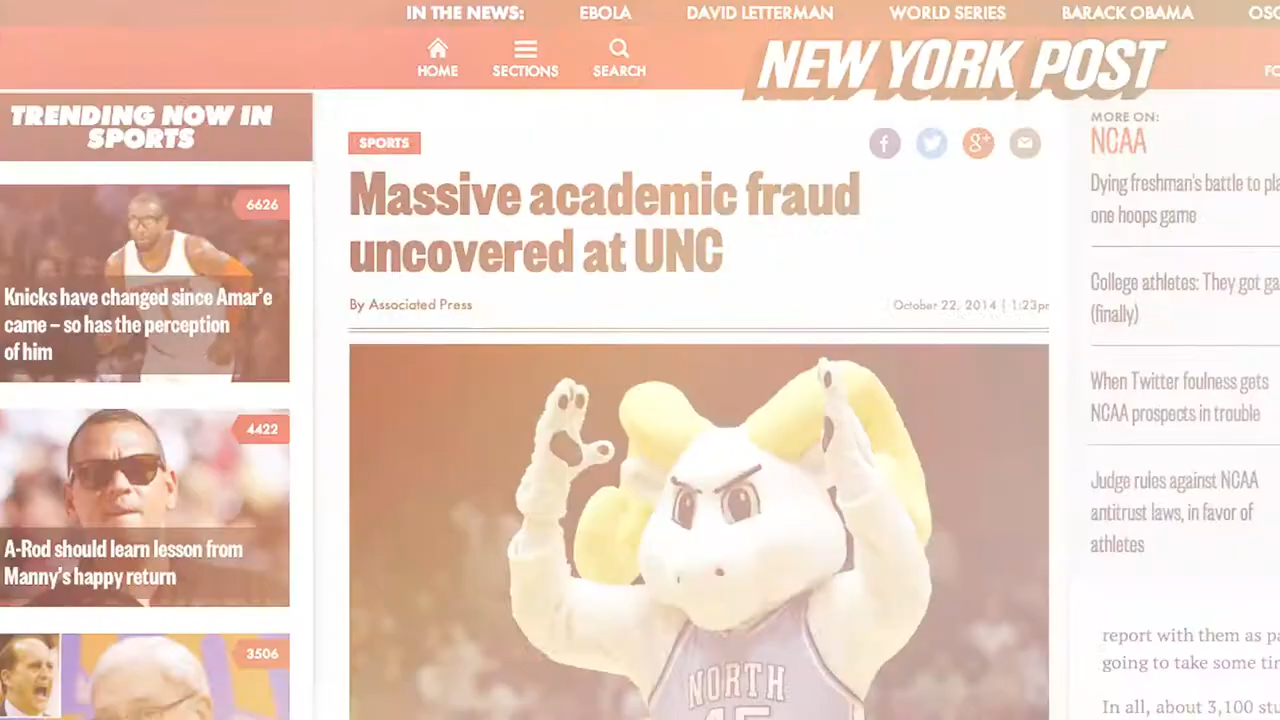 IN THE NEWS: EBOLA DAVID LETTERMAN WORLD SERIES BARACK OBAMA
HOME SECTIONS SEARCH
NEW YORK POST
TRENDING NOW IN
SPORTS
6626
Knicks have changed since Amar'e
came – so has the perception
of him
4422
A-Rod should learn lesson from
Manny's happy return
3506
SPORTS
Massive academic fraud
uncovered at UNC
By Associated Press
October 22, 2014 | 1:23p
NORTH
MORE ON:
NCAA
Dying freshman's battle to
one hoops game
College athletes: They got
(finally)
When Twitter foulness gets
NCAA prospects in trouble
Judge rules against NCAA
antitrust laws, in favor of
athletes
report with them as
going to take some
In all, about 3,100